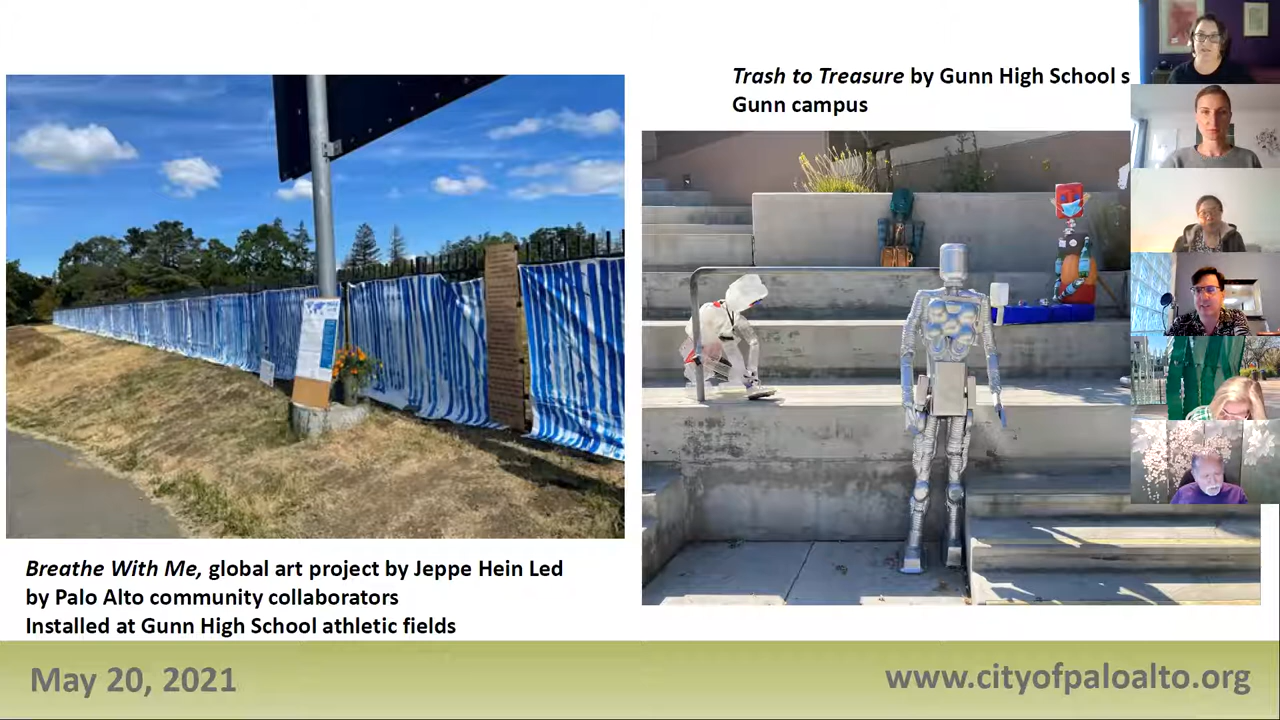 Trash to Treasure by Gunn High School s
Gunn campus
Breathe With Me, global art project by Jeppe Hein Led
by Palo Alto community collaborators
Installed at Gunn High School athletic fields
May 20, 2021
www.cityofpaloalto.org